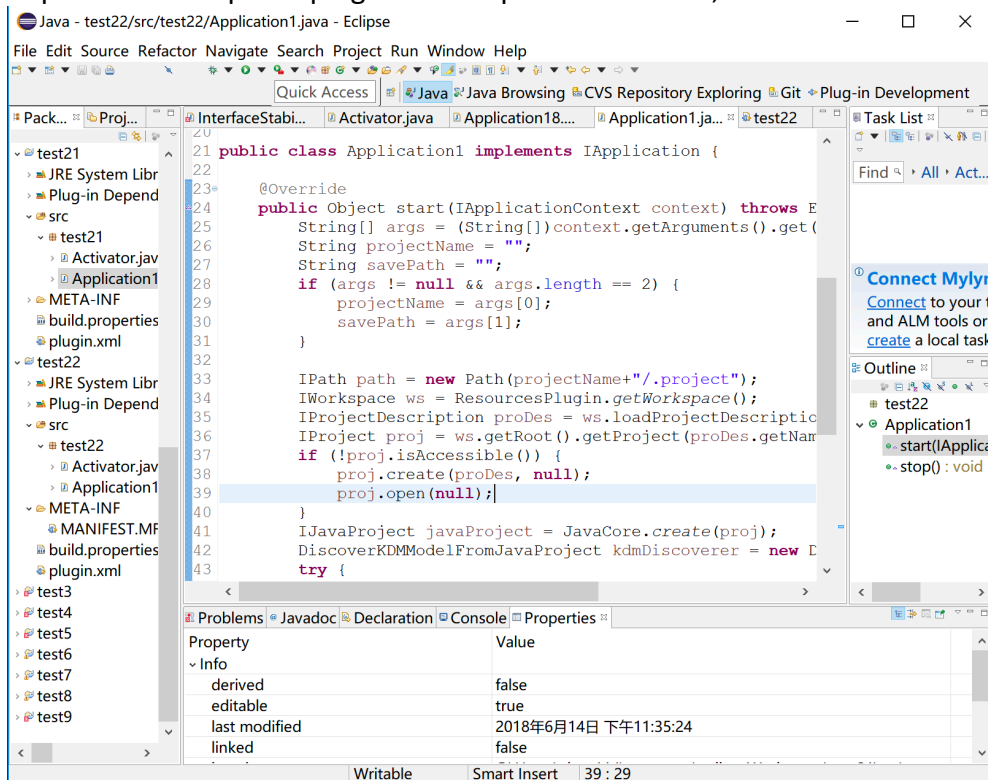 Java - test22/src/test22/Application1.java - Eclipse
File Edit Source Refactor Navigate Search Project Run Window Help
Quick Access Java Java Browsing CVS Repository Exploring Git Plug-in Development
Pack... Proj...
test21
JRE System Libr
Plug-in Depend
src
test21
Activator.jav
Application1
META-INF
build.properties
plugin.xml
test22
JRE System Libr
Plug-in Depend
src
test22
Activator.jav
Application1
META-INF
MANIFEST.MF
build.properties
plugin.xml
test3
test4
test5
test6
test7
test8
test9
InterfaceStabi... Activator.java Application18.... Application1.ja... test22
20
21 public class Application1 implements IApplication {
22
23 @Override
24 public Object start(IApplicationContext context) throws E
25 String[] args = (String[])context.getArguments().get(
26 String projectName = "";
27 String savePath = "";
28 if (args != null && args.length == 2) {
29 projectName = args[0];
30 savePath = args[1];
31 }
32
33 IPath path = new Path(projectName+"/.project");
34 IWorkspace ws = ResourcesPlugin.getWorkspace();
35 IProjectDescription proDes = ws.loadProjectDescriptio
36 IProject proj = ws.getRoot().getProject(proDes.getNam
37 if (!proj.isAccessible()) {
38 proj.create(proDes, null);
39 proj.open(null);
40 }
41 IJavaProject javaProject = JavaCore.create(proj);
42 DiscoverKDMModelFromJavaProject kdmDiscoverer = new D
43 try {
Task List
Find All Act...
Connect Mylyn
Connect to your t
and ALM tools or
create a local task
Outline
test22
Application1
start(IApplica
stop() : void
Problems Javadoc Declaration Console Properties
Property Value
Info
derived false
editable true
last modified 2018年6月14日 下午11:35:24
linked false
Writable Smart Insert 39 : 29